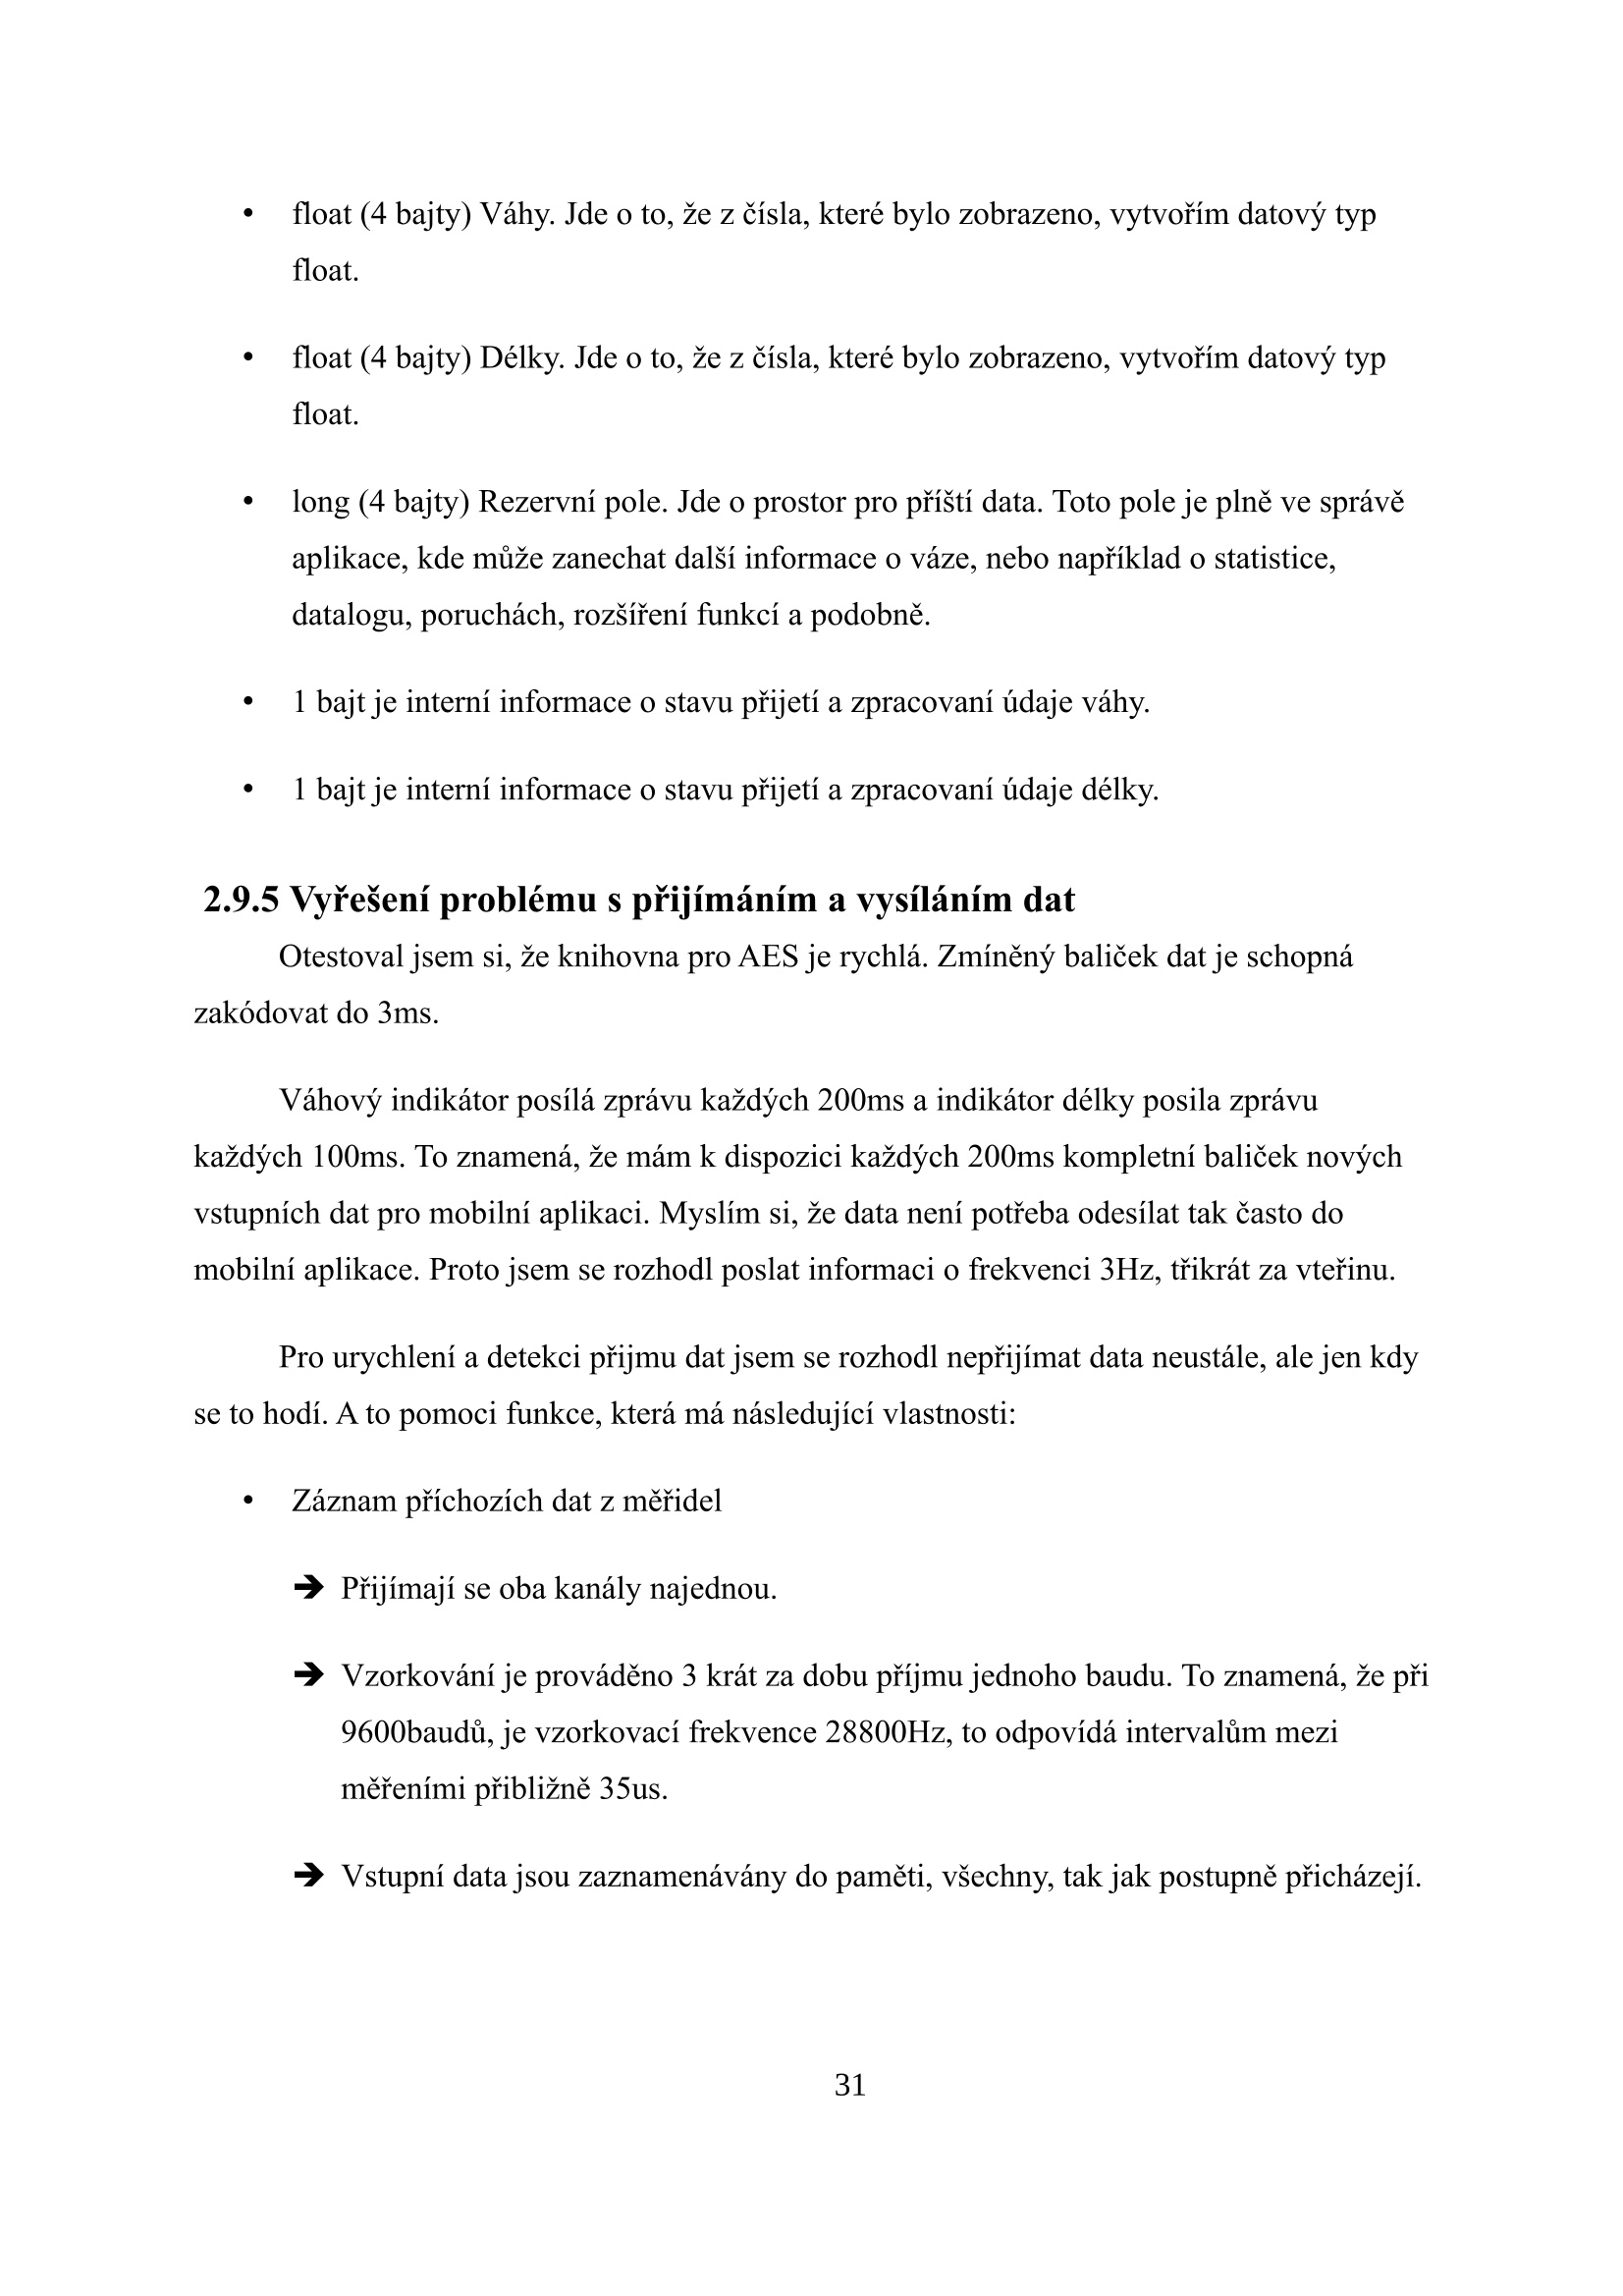 • float (4 bajty) Váhy. Jde o to, že z čísla, které bylo zobrazeno, vytvořím datový typ
float.
• float (4 bajty) Délky. Jde o to, že z čísla, které bylo zobrazeno, vytvořím datový typ
float.
• long (4 bajty) Rezervní pole. Jde o prostor pro příští data. Toto pole je plně ve správě
aplikace, kde může zanechat další informace o váze, nebo například o statistice,
datalogu, poruchách, rozšíření funkcí a podobně.
• 1 bajt je interní informace o stavu přijetí a zpracovaní údaje váhy.
• 1 bajt je interní informace o stavu přijetí a zpracovaní údaje délky.
2.9.5 Vyřešení problému s přijímáním a vysíláním dat
Otestoval jsem si, že knihovna pro AES je rychlá. Zmíněný baliček dat je schopná
zakódovat do 3ms.
Váhový indikátor posílá zprávu každých 200ms a indikátor délky posila zprávu
každých 100ms. To znamená, že mám k dispozici každých 200ms kompletní baliček nových
vstupních dat pro mobilní aplikaci. Myslím si, že data není potřeba odesílat tak často do
mobilní aplikace. Proto jsem se rozhodl poslat informaci o frekvenci 3Hz, třikrát za vteřinu.
Pro urychlení a detekci přijmu dat jsem se rozhodl nepřijímat data neustále, ale jen kdy
se to hodí. A to pomoci funkce, která má následující vlastnosti:
• Záznam příchozích dat z měřidel
➔ Přijímají se oba kanály najednou.
➔ Vzorkování je prováděno 3 krát za dobu příjmu jednoho baudu. To znamená, že při
9600baudů, je vzorkovací frekvence 28800Hz, to odpovídá intervalům mezi
měřeními přibližně 35us.
➔ Vstupní data jsou zaznamenávány do paměti, všechny, tak jak postupně přicházejí.
31